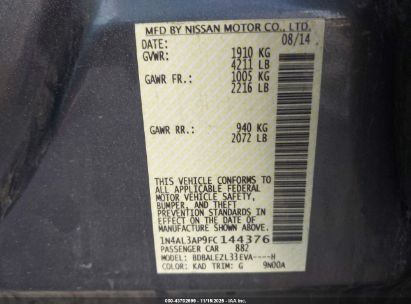 MFD BY NISSAN MOTOR CO., LTD.
DATE: 08/14
GVWR: 1910 KG
4211 LB
GAWR FR: 1005 KG
2216 LB
GAWR RR: 940 KG
2072 LB
THIS VEHICLE CONFORMS TO ALL
APPLICABLE FEDERAL
MOTOR VEHICLE SAFETY,
BUMPER, AND THEFT
PREVENTION STANDARDS
IN EFFECT ON THE DATE OF
MANUFACTURE SHOWN ABOVE.
1N4AL3AP9FC144376
PASSENGER CAR 882
MODEL: BDBALEZL33EVA----H
COLOR: KAD TRIM: G 9N00A